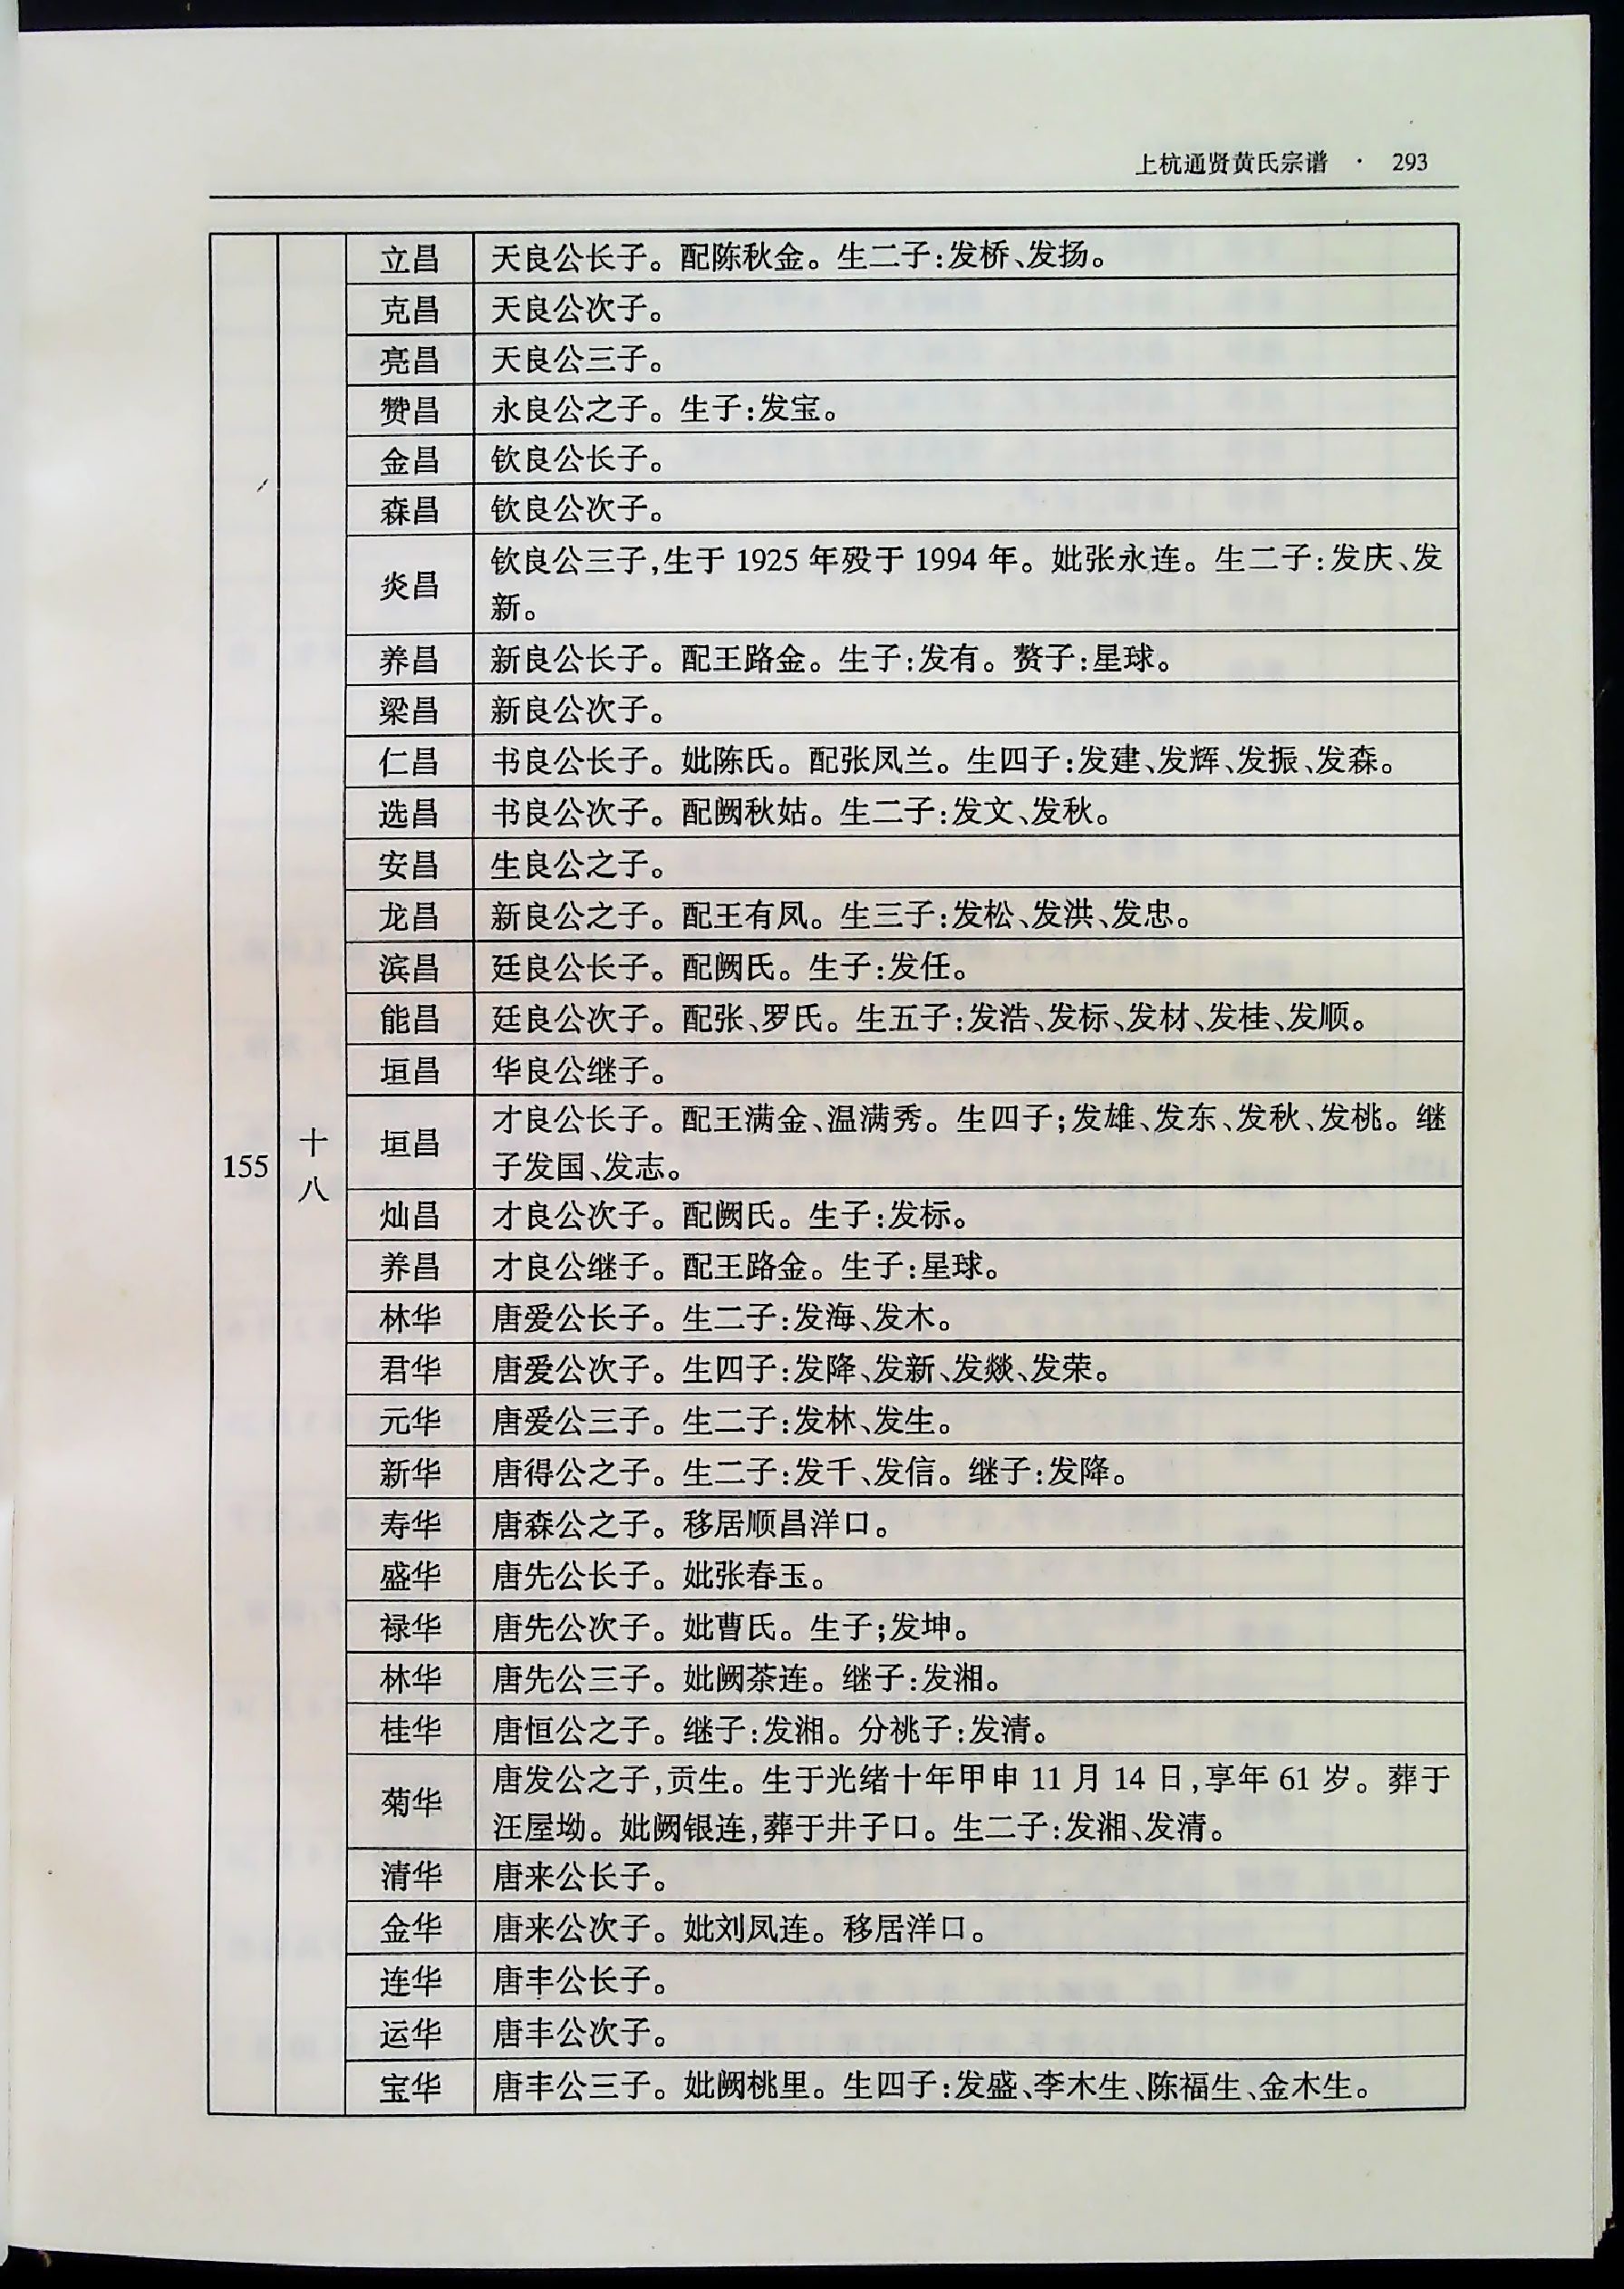 上杭通贤黄氏宗谱 · 293
155
十八
立昌 天良公长子。配陈秋金。生二子:发桥、发扬。
克昌 天良公次子。
亮昌 天良公三子。
赞昌 永良公之子。生子:发宝。
金昌 钦良公长子。
森昌 钦良公次子。
炎昌 钦良公三子,生于 1925 年殁于 1994 年。妣张永连。生二子:发庆、发
新。
养昌 新良公长子。配王路金。生子:发有。赘子:星球。
梁昌 新良公次子。
仁昌 书良公长子。妣陈氏。配张凤兰。生四子:发建、发辉、发振、发森。
选昌 书良公次子。配阙秋姑。生二子:发文、发秋。
安昌 生良公之子。
龙昌 新良公之子。配王有凤。生三子:发松、发洪、发忠。
滨昌 廷良公长子。配阙氏。生子:发任。
能昌 廷良公次子。配张、罗氏。生五子:发浩、发标、发材、发桂、发顺。
垣昌 华良公继子。
垣昌 才良公长子。配王满金、温满秀。生四子;发雄、发东、发秋、发桃。继
子发国、发志。
灿昌 才良公次子。配阙氏。生子:发标。
养昌 才良公继子。配王路金。生子:星球。
林华 唐爱公长子。生二子:发海、发木。
君华 唐爱公次子。生四子:发降、发新、发燚、发荣。
元华 唐爱公三子。生二子:发林、发生。
新华 唐得公之子。生二子:发千、发信。继子:发降。
寿华 唐森公之子。移居顺昌洋口。
盛华 唐先公长子。妣张春玉。
禄华 唐先公次子。妣曹氏。生子;发坤。
林华 唐先公三子。妣阙茶连。继子:发湘。
桂华 唐恒公之子。继子:发湘。分祧子:发清。
菊华 唐发公之子,贡生。生于光绪十年甲申 11 月 14 日,享年 61 岁。葬于
汪屋坳。妣阙银连,葬于井子口。生二子:发湘、发清。
清华 唐来公长子。
金华 唐来公次子。妣刘凤连。移居洋口。
连华 唐丰公长子。
运华 唐丰公次子。
宝华 唐丰公三子。妣阙桃里。生四子:发盛、李木生、陈福生、金木生。